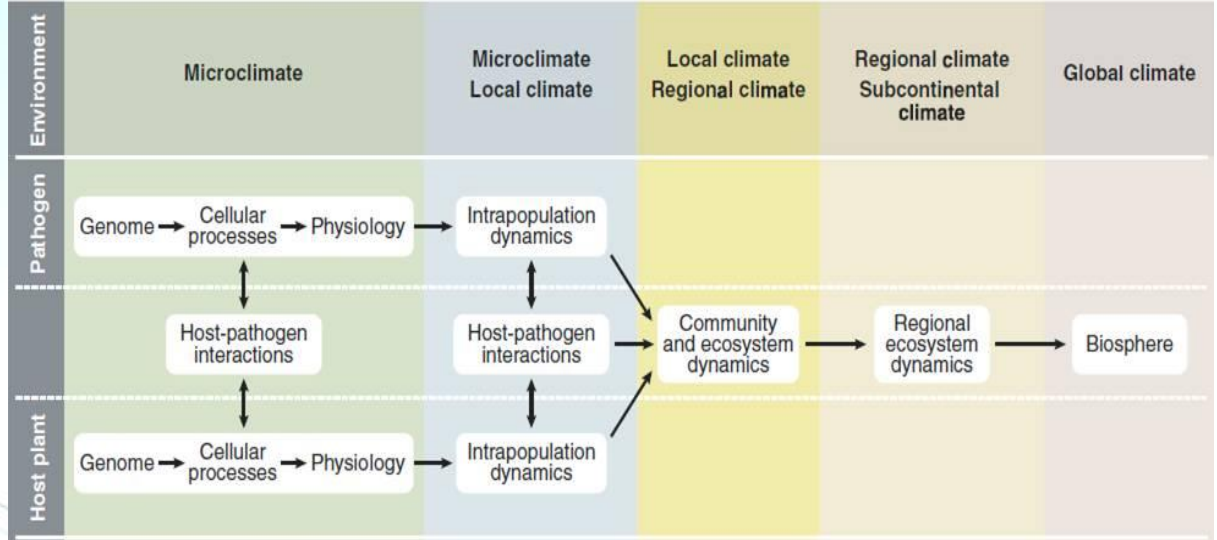 Environment
Microclimate
Microclimate
Local climate
Local climate
Regional climate
Regional climate
Subcontinental
climate
Global climate
Pathogen
Genome
Cellular
processes
Physiology
Intrapopulation
dynamics
Host-pathogen
interactions
Host-pathogen
interactions
Community
and ecosystem
dynamics
Regional
ecosystem
dynamics
Biosphere
Host plant
Genome
Cellular
processes
Physiology
Intrapopulation
dynamics